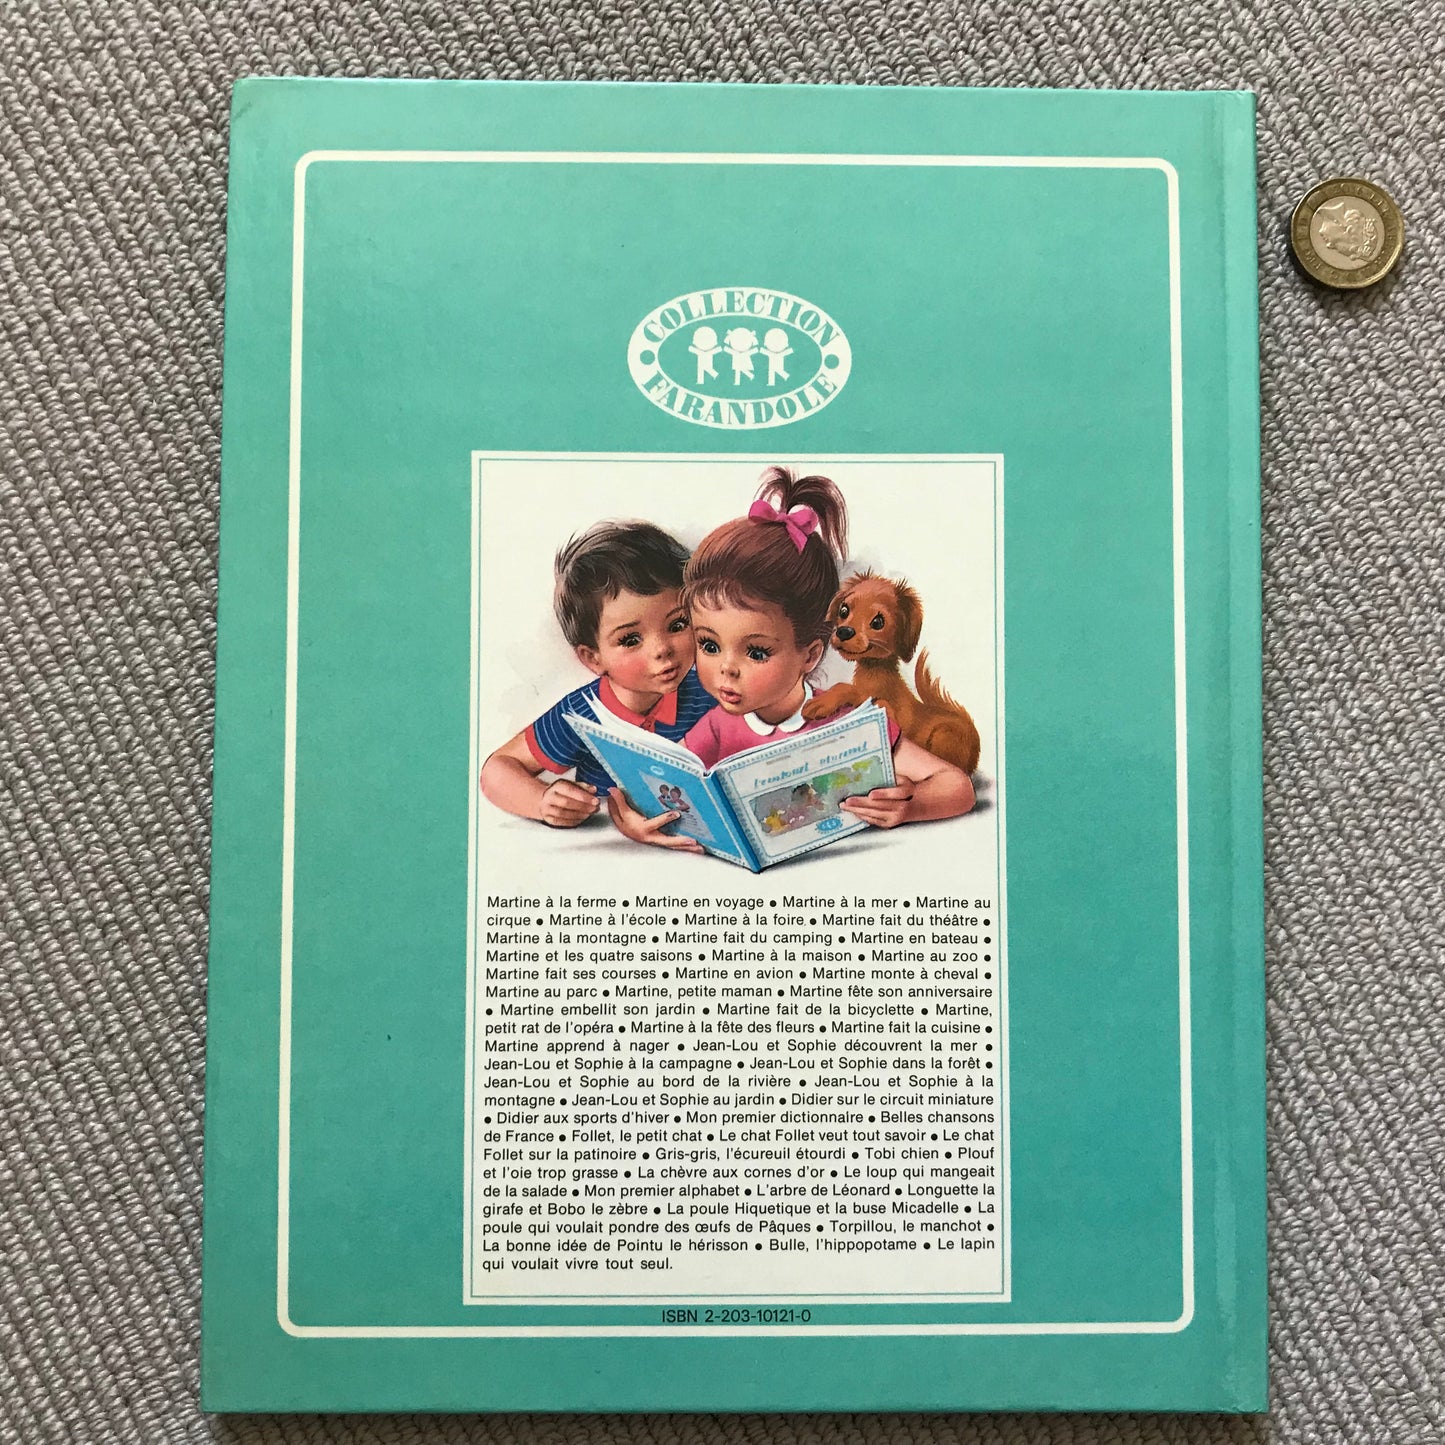 COLLECTION
FARANDOLE
Martine à la ferme ● Martine en voyage ● Martine à la mer ● Martine au
cirque ● Martine à l'école ● Martine à la foire ● Martine fait du théâtre ●
Martine à la montagne ● Martine fait du camping ● Martine en bateau ●
Martine et les quatre saisons ● Martine à la maison ● Martine au zoo ●
Martine fait ses courses ● Martine en avion ● Martine monte à cheval ●
Martine au parc ● Martine, petite maman ● Martine fête son anniversaire
● Martine embellit son jardin ● Martine fait de la bicyclette ● Martine,
petit rat de l'opéra ● Martine à la fête des fleurs ● Martine fait la cuisine ●
Martine apprend à nager ● Jean-Lou et Sophie découvrent la mer ●
Jean-Lou et Sophie à la campagne ● Jean-Lou et Sophie dans la forêt ●
Jean-Lou et Sophie au bord de la rivière ● Jean-Lou et Sophie à la
montagne ● Jean-Lou et Sophie au jardin ● Didier sur le circuit miniature
● Didier aux sports d'hiver ● Mon premier dictionnaire ● Belles chansons
de France ● Follet, le petit chat ● Le chat Follet veut tout savoir ● Le chat
Follet sur la patinoire ● Gris-gris, l'écureuil étourdi ● Tobi chien ● Plouf
et l'oie trop grasse ● La chèvre aux cornes d'or ● Le loup qui mangeait
de la salade ● Mon premier alphabet ● L'arbre de Léonard ● Longuette la
girafe et Bobo le zèbre ● La poule Hiquetique et la buse Micadelle ● La
poule qui voulait pondre des œufs de Pâques ● Torpillou, le manchot ●
La bonne idée de Pointu le hérisson ● Bulle, l'hippopotame ● Le lapin
qui voulait vivre tout seul.
ISBN 2-203-10121-0